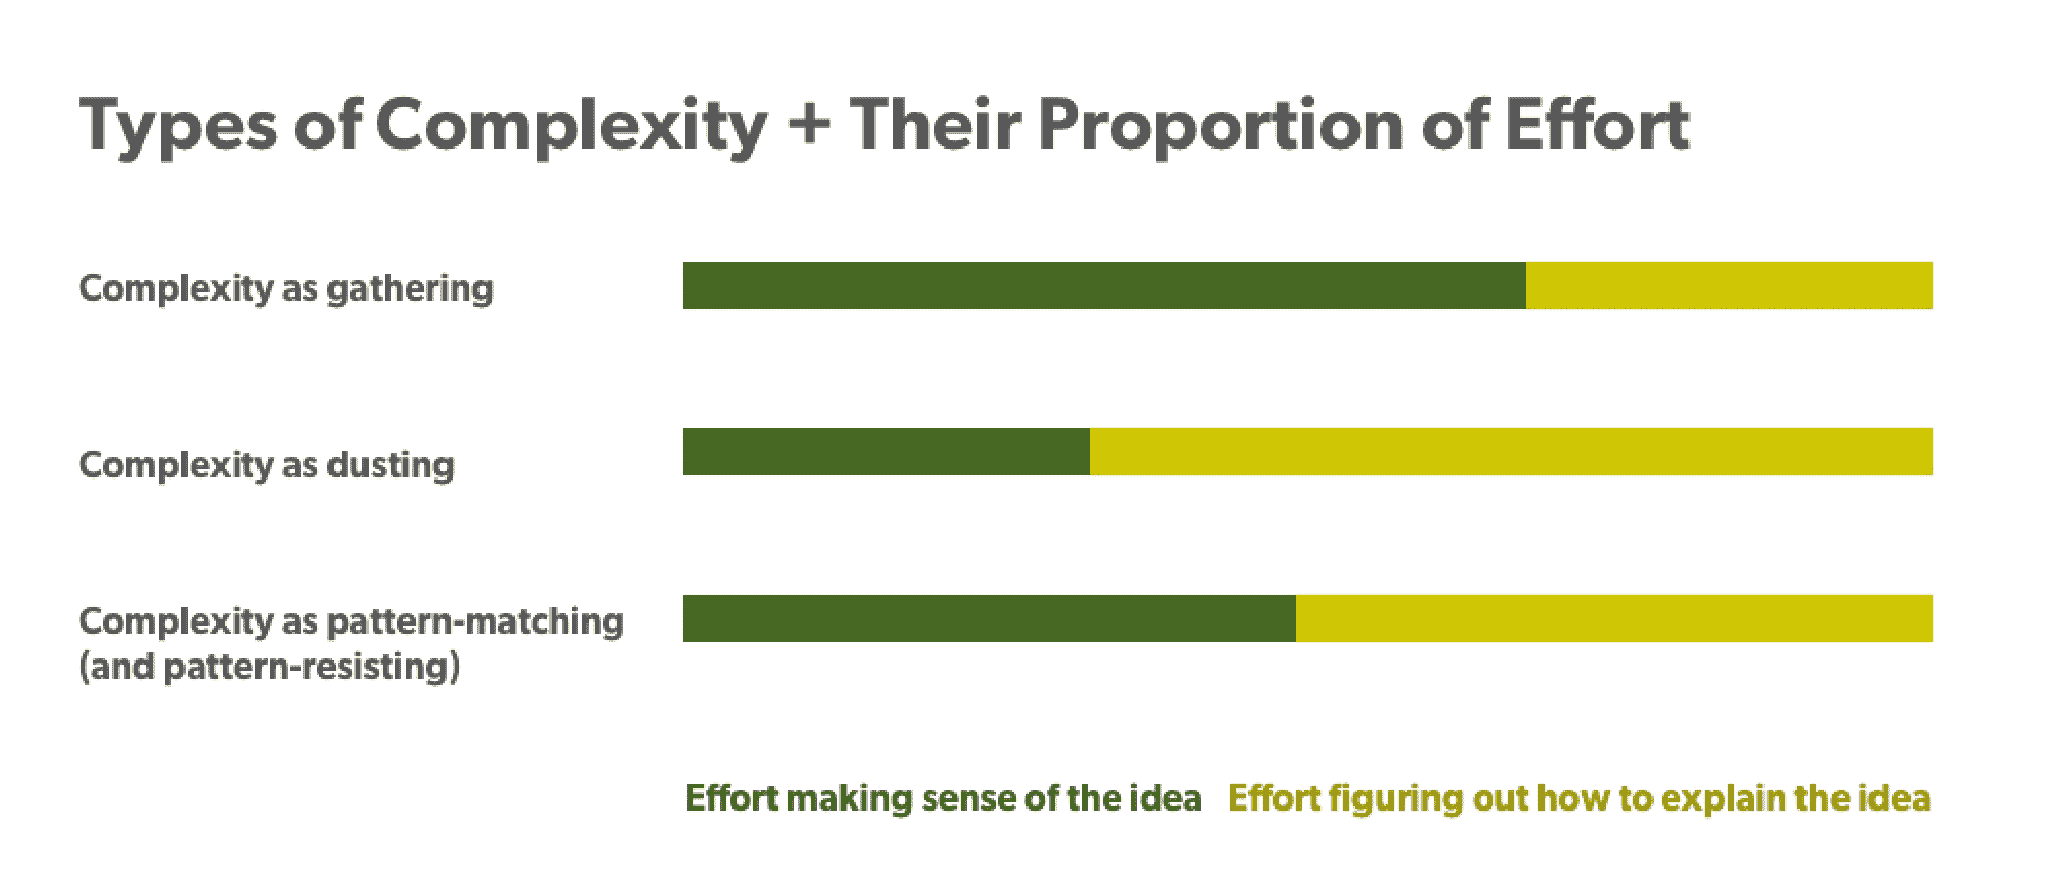 Types of Complexity + Their Proportion of Effort
Complexity as gathering
Complexity as dusting
Complexity as pattern-matching
(and pattern-resisting)
Effort making sense of the idea Effort figuring out how to explain the idea